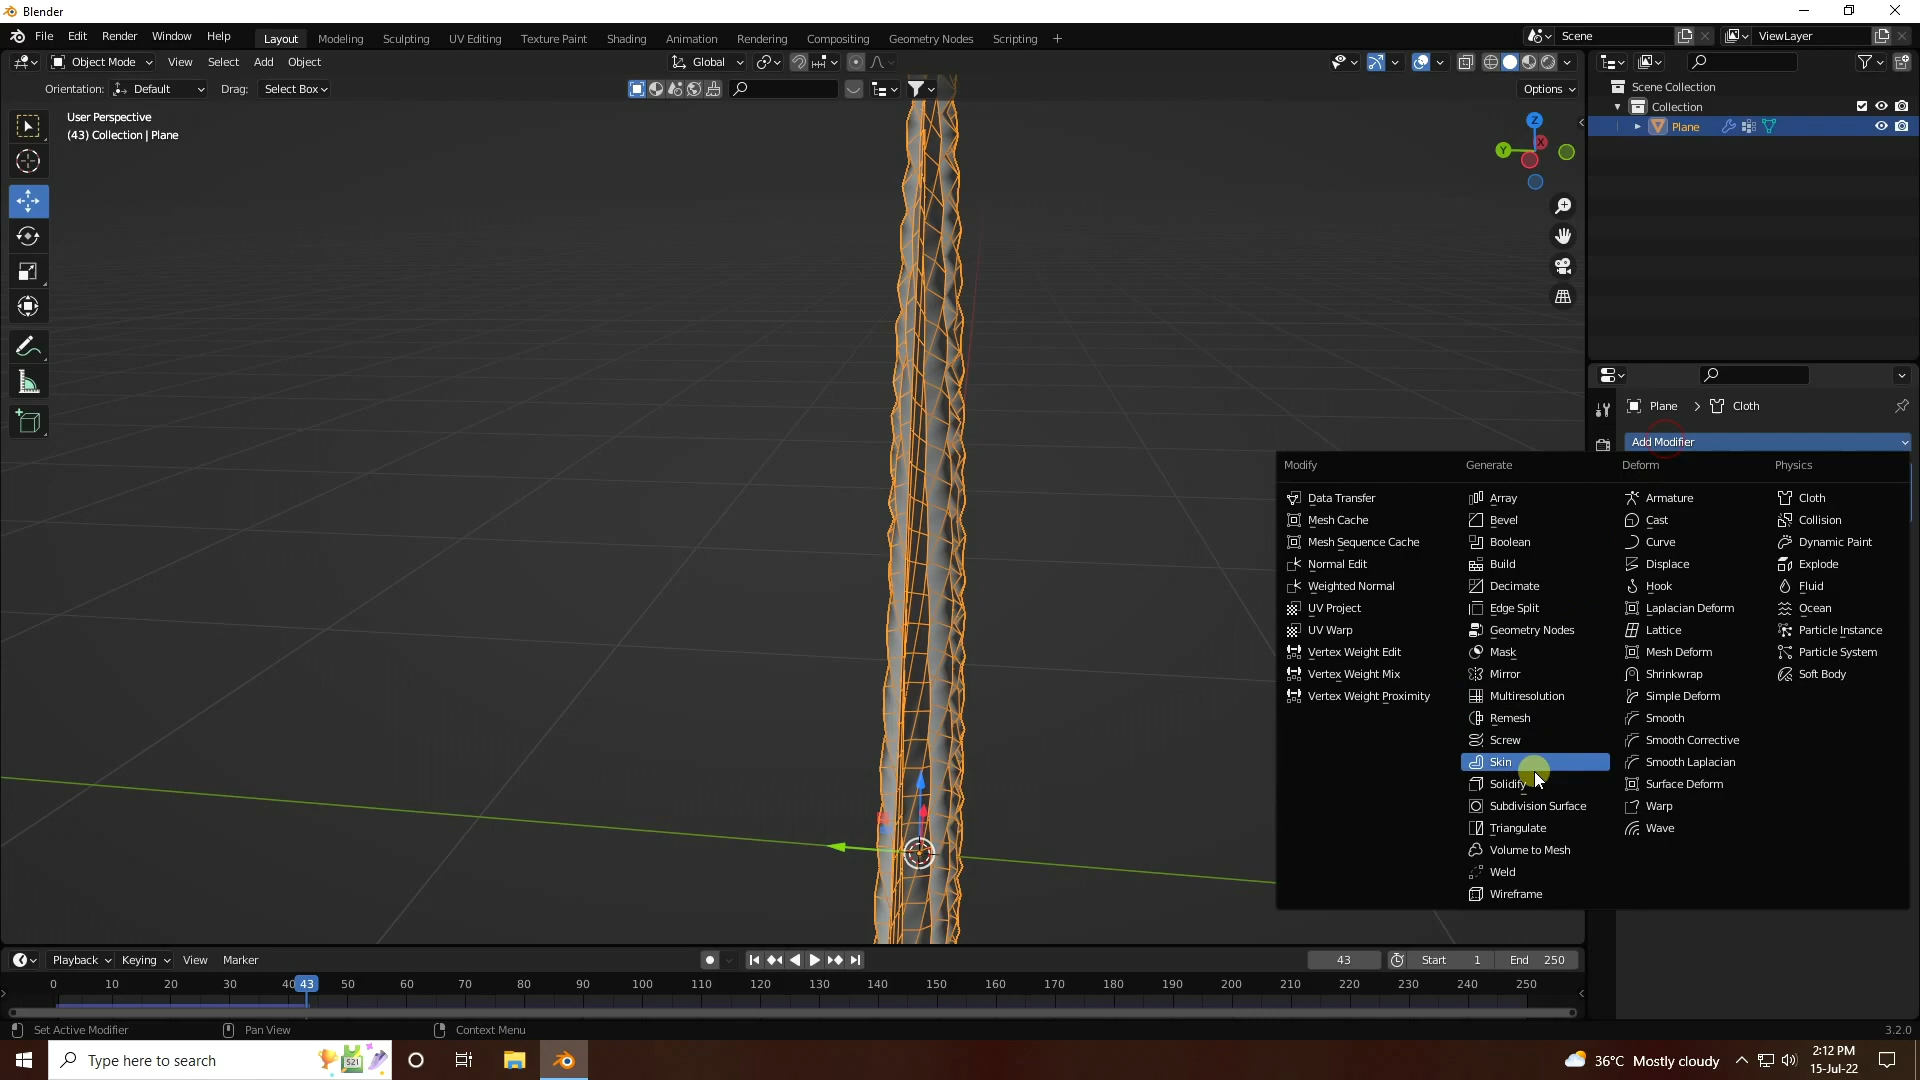 Blender
File Edit Render Window Help Layout Modeling Sculpting UV Editing Texture Paint Shading Animation Rendering Compositing Geometry Nodes Scripting + Scene ViewLayer
Object Mode View Select Add Object Global
Orientation: Default Drag: Select Box Options
User Perspective
(43) Collection | Plane
Z
Y
X
Scene Collection
Collection
Plane
Plane > Cloth
Add Modifier
Modify Generate Deform Physics
Data Transfer Array Armature Cloth
Mesh Cache Bevel Cast Collision
Mesh Sequence Cache Boolean Curve Dynamic Paint
Normal Edit Build Displace Explode
Weighted Normal Decimate Hook Fluid
UV Project Edge Split Laplacian Deform Ocean
UV Warp Geometry Nodes Lattice Particle Instance
Vertex Weight Edit Mask Mesh Deform Particle System
Vertex Weight Mix Mirror Shrinkwrap Soft Body
Vertex Weight Proximity Multiresolution Simple Deform
Remesh Smooth
Screw Smooth Corrective
Skin Smooth Laplacian
Solidify Surface Deform
Subdivision Surface Warp
Triangulate Wave
Volume to Mesh
Weld
Wireframe
Playback Keying View Marker 43 Start 1 End 250
0 10 20 30 40 43 50 60 70 80 90 100 110 120 130 140 150 160 170 180 190 200 210 220 230 240 250
Set Active Modifier Pan View Context Menu 3.2.0
Type here to search 36°C Mostly cloudy 2:12 PM
15-Jul-22